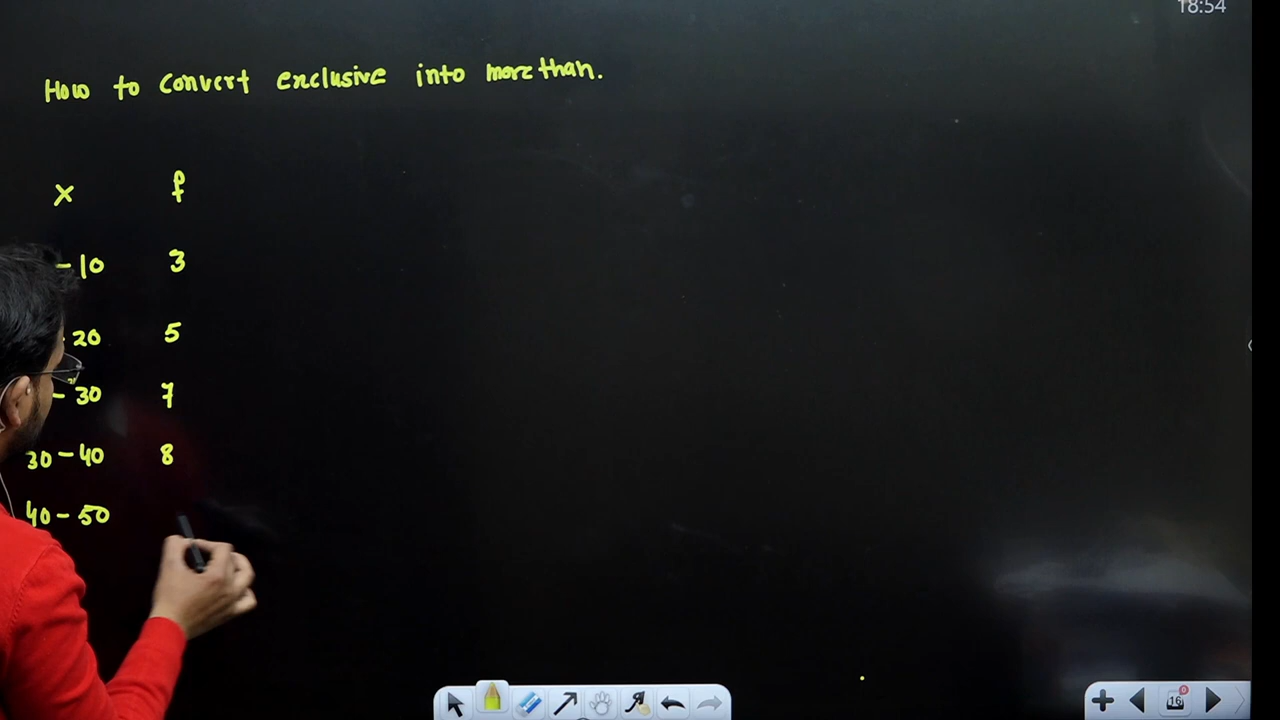 18:54
How to convert exclusive into more than.
x f
-10 3
20 5
- 30 7
30 - 40 8
40 - 50
16